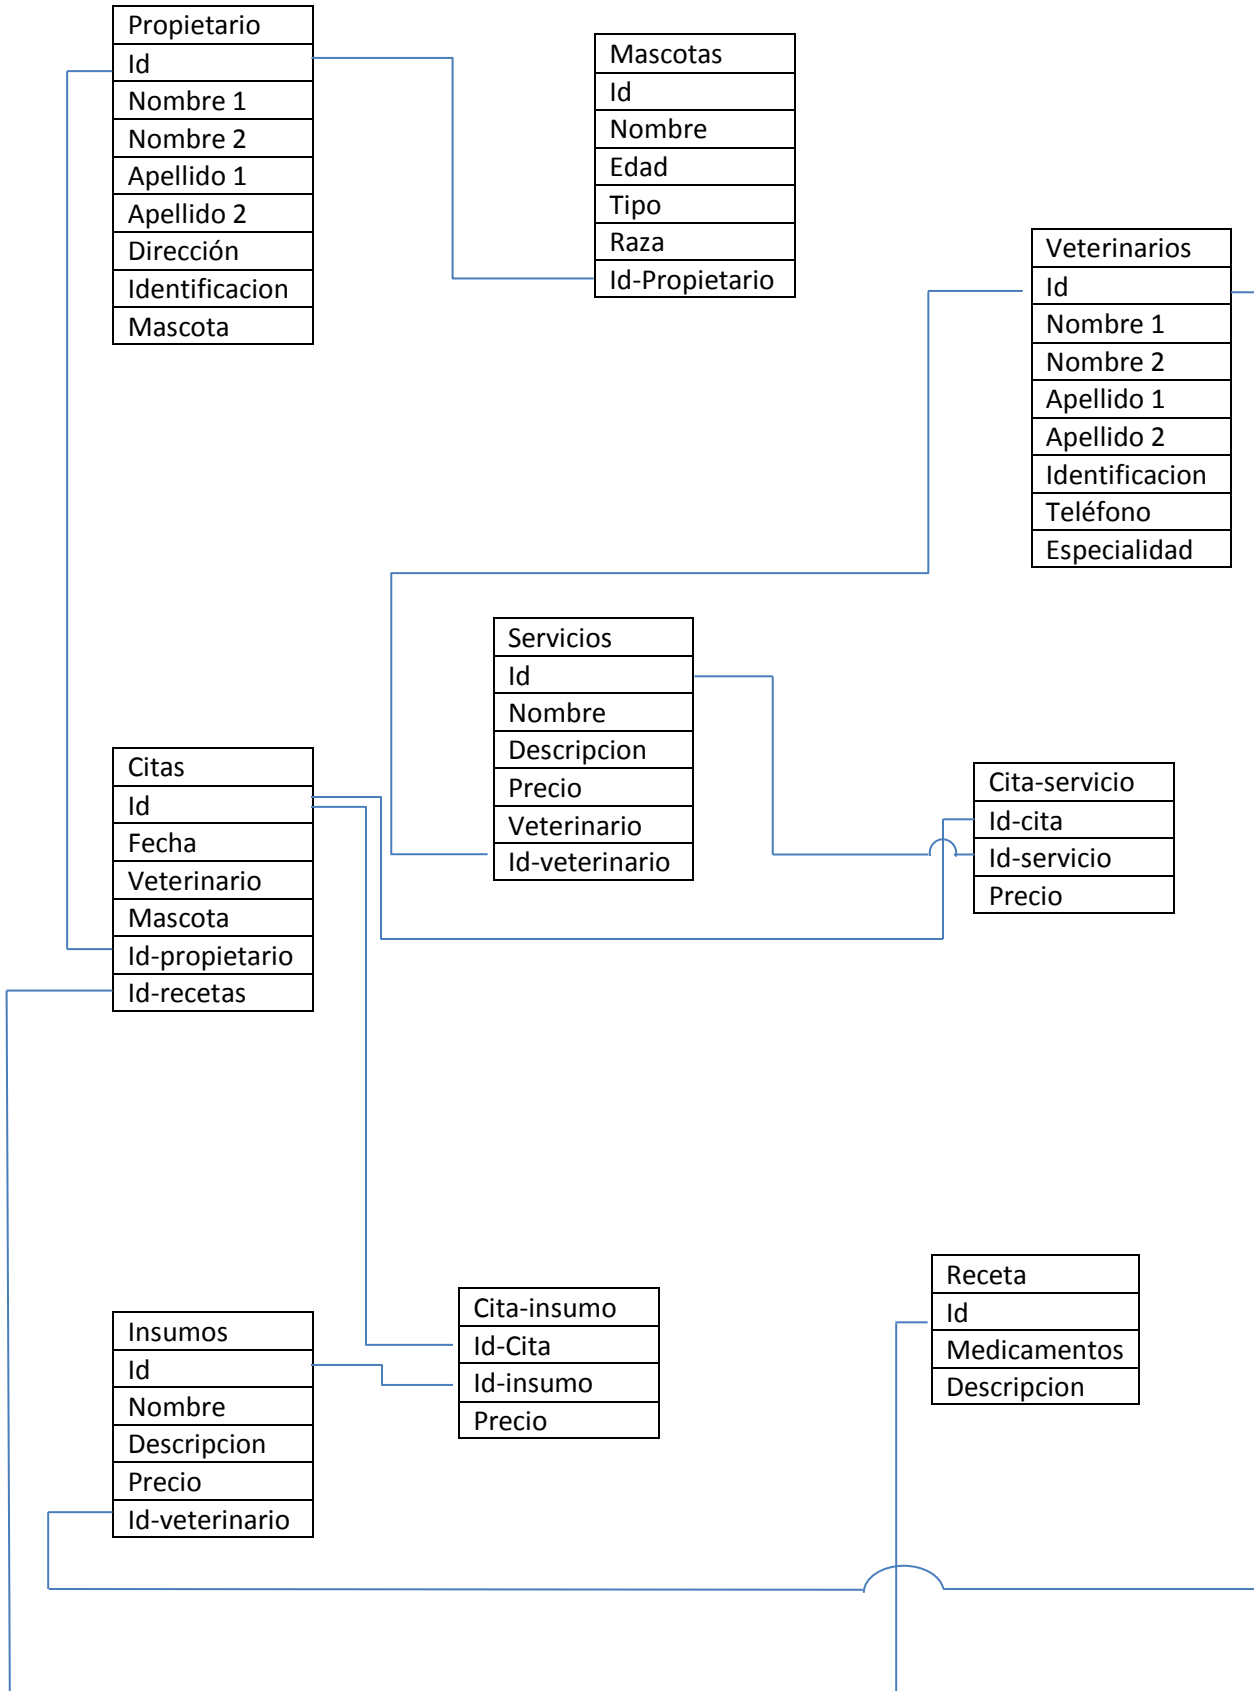 Propietario
Id
Nombre 1
Nombre 2
Apellido 1
Apellido 2
Dirección
Identificacion
Mascota
Mascotas
Id
Nombre
Edad
Tipo
Raza
Id-Propietario
Veterinarios
Id
Nombre 1
Nombre 2
Apellido 1
Apellido 2
Identificacion
Teléfono
Especialidad
Servicios
Id
Nombre
Descripcion
Precio
Veterinario
Id-veterinario
Citas
Id
Fecha
Veterinario
Mascota
Id-propietario
Id-recetas
Cita-servicio
Id-cita
Id-servicio
Precio
Insumos
Id
Nombre
Descripcion
Precio
Id-veterinario
Cita-insumo
Id-Cita
Id-insumo
Precio
Receta
Id
Medicamentos
Descripcion